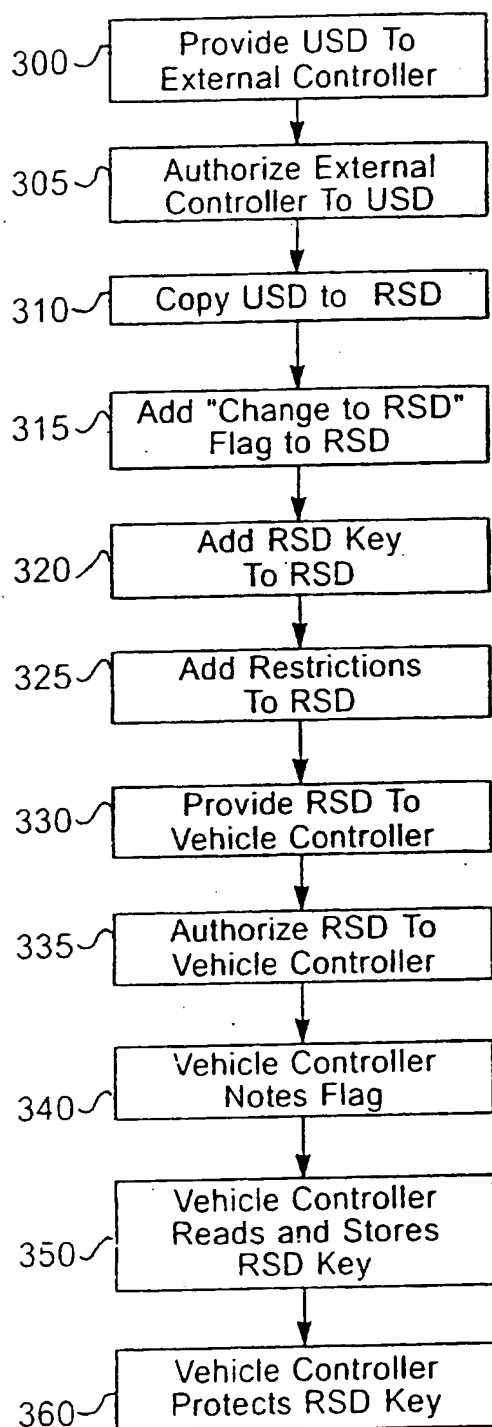 300
Provide USD To
External Controller
305
Authorize External
Controller To USD
310
Copy USD to RSD
315
Add "Change to RSD"
Flag to RSD
320
Add RSD Key
To RSD
325
Add Restrictions
To RSD
330
Provide RSD To
Vehicle Controller
335
Authorize RSD To
Vehicle Controller
340
Vehicle Controller
Notes Flag
350
Vehicle Controller
Reads and Stores
RSD Key
360
Vehicle Controller
Protects RSD Key